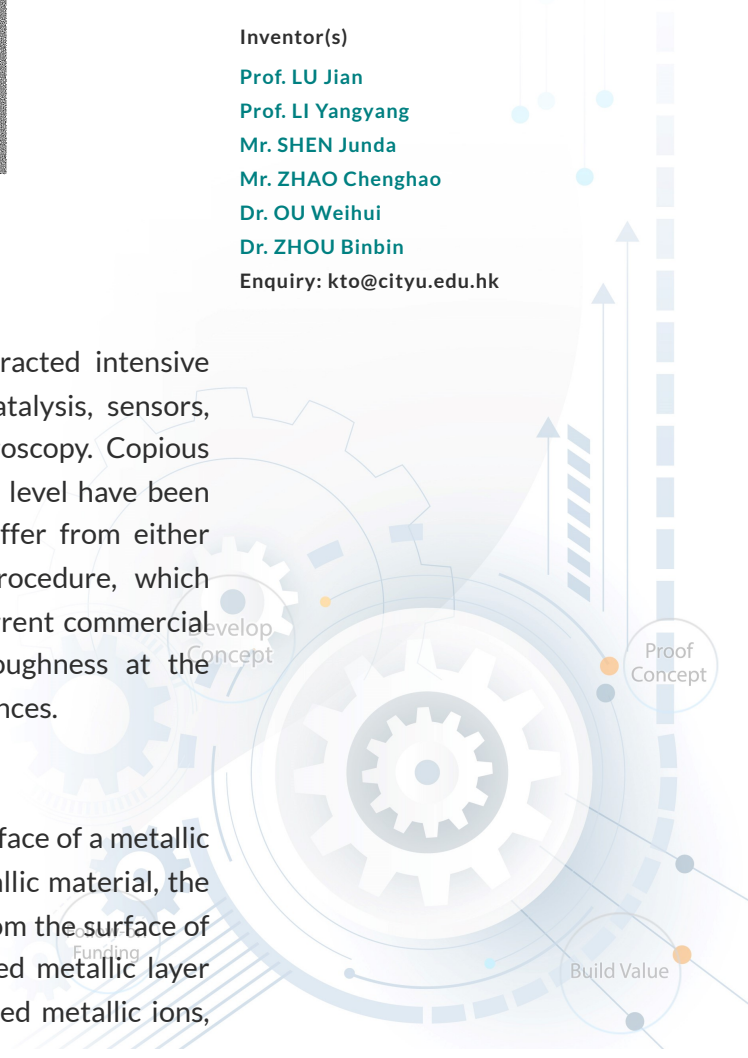 Inventor(s)
Prof. LU Jian
Prof. LI Yangyang
Mr. SHEN Junda
Mr. ZHAO Chenghao
Dr. OU Weihui
Dr. ZHOU Binbin
Enquiry: kto@cityu.edu.hk
racted intensive
atalysis, sensors,
roscopy. Copious
level have been
ffer from either
rocedure, which
rrent commercial
oughness at the
nces.
Develop
Concept
Proof
Concept
face of a metallic
allic material, the
om the surface of
ed metallic layer
ed metallic ions,
Funding
Build Value